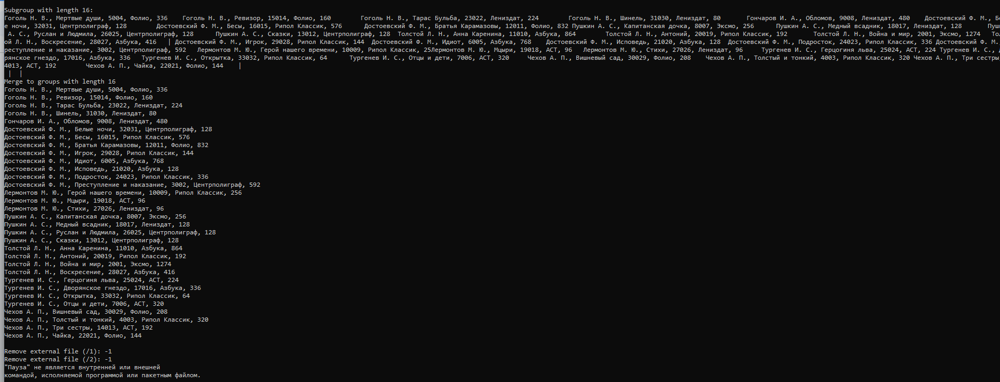 Subgroup with length 16:
Гоголь Н. В., Мертвые души, 5004, Фолио, 336    Гоголь Н. В., Ревизор, 15014, Фолио, 160        Гоголь Н. В., Тарас Бульба, 23022, Лениздат, 224        Гоголь Н. В., Шинель, 31030, Лениздат, 80       Гончаров И. А., Обломов, 9008, Лениздат, 480    Достоевский Ф. М., Б
е ночи, 32031, Центрполиграф, 128        Достоевский Ф. М., Бесы, 16015, Рипол Классик, 576      Достоевский Ф. М., Братья Карамазовы, 12011, Фолио, 832 Пушкин А. С., Капитанская дочка, 8007, Эксмо, 256      Пушкин А. С., Медный всадник, 18017, Лениздат, 128       Пуш
А. С., Руслан и Людмила, 26025, Центрполиграф, 128      Пушкин А. С., Сказки, 13012, Центрполиграф, 128  Толстой Л. Н., Анна Каренина, 11010, Азбука, 864        Толстой Л. Н., Антоний, 20019, Рипол Классик, 192       Толстой Л. Н., Война и мир, 2001, Эксмо, 1274   То
ой Л. Н., Воскресение, 28027, Азбука, 416   | Достоевский Ф. М., Игрок, 29028, Рипол Классик, 144  Достоевский Ф. М., Идиот, 6005, Азбука, 768    Достоевский Ф. М., Исповедь, 21020, Азбука, 128  Достоевский Ф. М., Подросток, 24023, Рипол Классик, 336 Достоевский Ф. М.,
реступление и наказание, 3002, Центрполиграф, 592   Лермонтов М. Ю., Герой нашего времени, 10009, Рипол Классик, 25Лермонтов М. Ю., Мцыри, 19018, АСТ, 96   Лермонтов М. Ю., Стихи, 27026, Лениздат, 96     Тургенев И. С., Герцогиня льва, 25024, АСТ, 224 Тургенев И. С.,
рянское гнездо, 17016, Азбука, 336   Тургенев И. С., Открытка, 33032, Рипол Классик, 64      Тургенев И. С., Отцы и дети, 7006, АСТ, 320     Чехов А. П., Вишневый сад, 30029, Фолио, 208    Чехов А. П., Толстый и тонкий, 4003, Рипол Классик, 320 Чехов А. П., Три сестры
4013, АСТ, 192        Чехов А. П., Чайка, 22021, Фолио, 144    |
|  |
Merge to groups with length 16
Гоголь Н. В., Мертвые души, 5004, Фолио, 336
Гоголь Н. В., Ревизор, 15014, Фолио, 160
Гоголь Н. В., Тарас Бульба, 23022, Лениздат, 224
Гоголь Н. В., Шинель, 31030, Лениздат, 80
Гончаров И. А., Обломов, 9008, Лениздат, 480
Достоевский Ф. М., Белые ночи, 32031, Центрполиграф, 128
Достоевский Ф. М., Бесы, 16015, Рипол Классик, 576
Достоевский Ф. М., Братья Карамазовы, 12011, Фолио, 832
Достоевский Ф. М., Игрок, 29028, Рипол Классик, 144
Достоевский Ф. М., Идиот, 6005, Азбука, 768
Достоевский Ф. М., Исповедь, 21020, Азбука, 128
Достоевский Ф. М., Подросток, 24023, Рипол Классик, 336
Достоевский Ф. М., Преступление и наказание, 3002, Центрполиграф, 592
Лермонтов М. Ю., Герой нашего времени, 10009, Рипол Классик, 256
Лермонтов М. Ю., Мцыри, 19018, АСТ, 96
Лермонтов М. Ю., Стихи, 27026, Лениздат, 96
Пушкин А. С., Капитанская дочка, 8007, Эксмо, 256
Пушкин А. С., Медный всадник, 18017, Лениздат, 128
Пушкин А. С., Руслан и Людмила, 26025, Центрполиграф, 128
Пушкин А. С., Сказки, 13012, Центрполиграф, 128
Толстой Л. Н., Анна Каренина, 11010, Азбука, 864
Толстой Л. Н., Антоний, 20019, Рипол Классик, 192
Толстой Л. Н., Война и мир, 2001, Эксмо, 1274
Толстой Л. Н., Воскресение, 28027, Азбука, 416
Тургенев И. С., Герцогиня льва, 25024, АСТ, 224
Тургенев И. С., Дворянское гнездо, 17016, Азбука, 336
Тургенев И. С., Открытка, 33032, Рипол Классик, 64
Тургенев И. С., Отцы и дети, 7006, АСТ, 320
Чехов А. П., Вишневый сад, 30029, Фолио, 208
Чехов А. П., Толстый и тонкий, 4003, Рипол Классик, 320
Чехов А. П., Три сестры, 14013, АСТ, 192
Чехов А. П., Чайка, 22021, Фолио, 144
Remove external file (/1): -1
Remove external file (/2): -1
"Пауза" не является внутренней или внешней
командой, исполняемой программой или пакетным файлом.